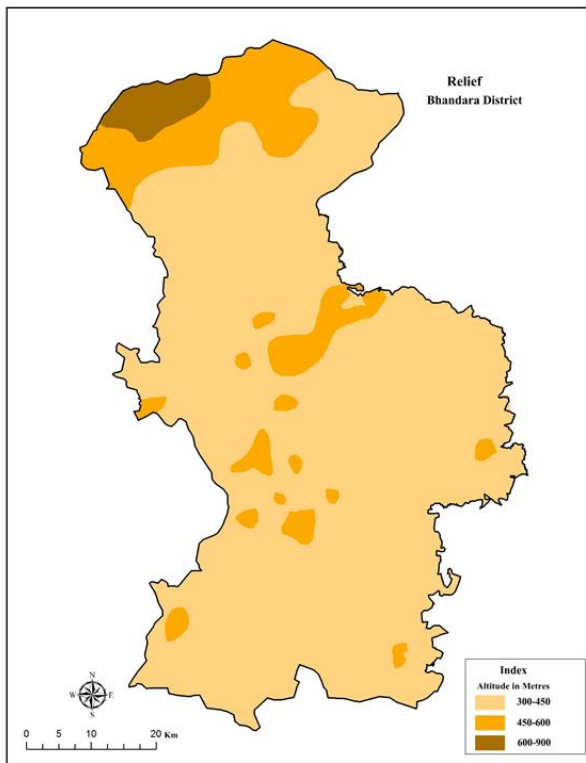 Relief
Bhandara District
N
W E
S
0 5 10 20 Km
Index
Altitude in Metres
300-450
450-600
600-900